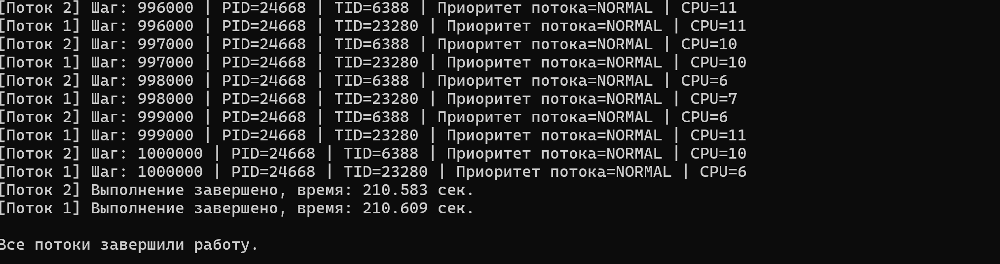 [Поток 2] Шаг: 996000 | PID=24668 | TID=6388 | Приоритет потока=NORMAL | CPU=11
[Поток 1] Шаг: 996000 | PID=24668 | TID=23280 | Приоритет потока=NORMAL | CPU=11
[Поток 2] Шаг: 997000 | PID=24668 | TID=6388 | Приоритет потока=NORMAL | CPU=10
[Поток 1] Шаг: 997000 | PID=24668 | TID=23280 | Приоритет потока=NORMAL | CPU=10
[Поток 2] Шаг: 998000 | PID=24668 | TID=6388 | Приоритет потока=NORMAL | CPU=6
[Поток 1] Шаг: 998000 | PID=24668 | TID=23280 | Приоритет потока=NORMAL | CPU=7
[Поток 2] Шаг: 999000 | PID=24668 | TID=6388 | Приоритет потока=NORMAL | CPU=6
[Поток 1] Шаг: 999000 | PID=24668 | TID=23280 | Приоритет потока=NORMAL | CPU=11
[Поток 2] Шаг: 1000000 | PID=24668 | TID=6388 | Приоритет потока=NORMAL | CPU=10
[Поток 1] Шаг: 1000000 | PID=24668 | TID=23280 | Приоритет потока=NORMAL | CPU=6
[Поток 2] Выполнение завершено, время: 210.583 сек.
[Поток 1] Выполнение завершено, время: 210.609 сек.
Все потоки завершили работу.